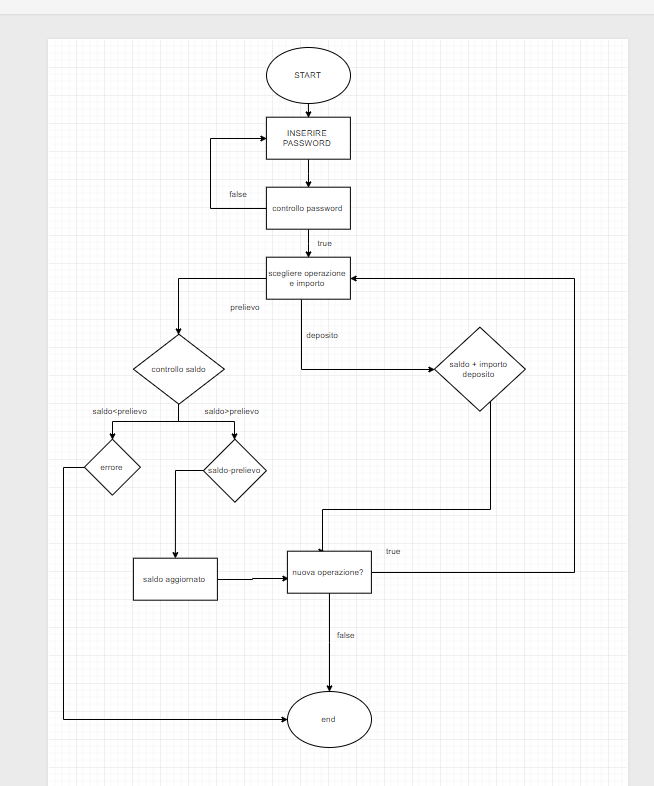 START
INSERIRE
PASSWORD
false
controllo password
true
scegliere operazione
e importo
prelievo
deposito
controllo saldo
saldo + importo
deposito
saldo<prelievo
saldo>prelievo
errore
saldo-prelievo
true
saldo aggiornato
nuova operazione?
false
end